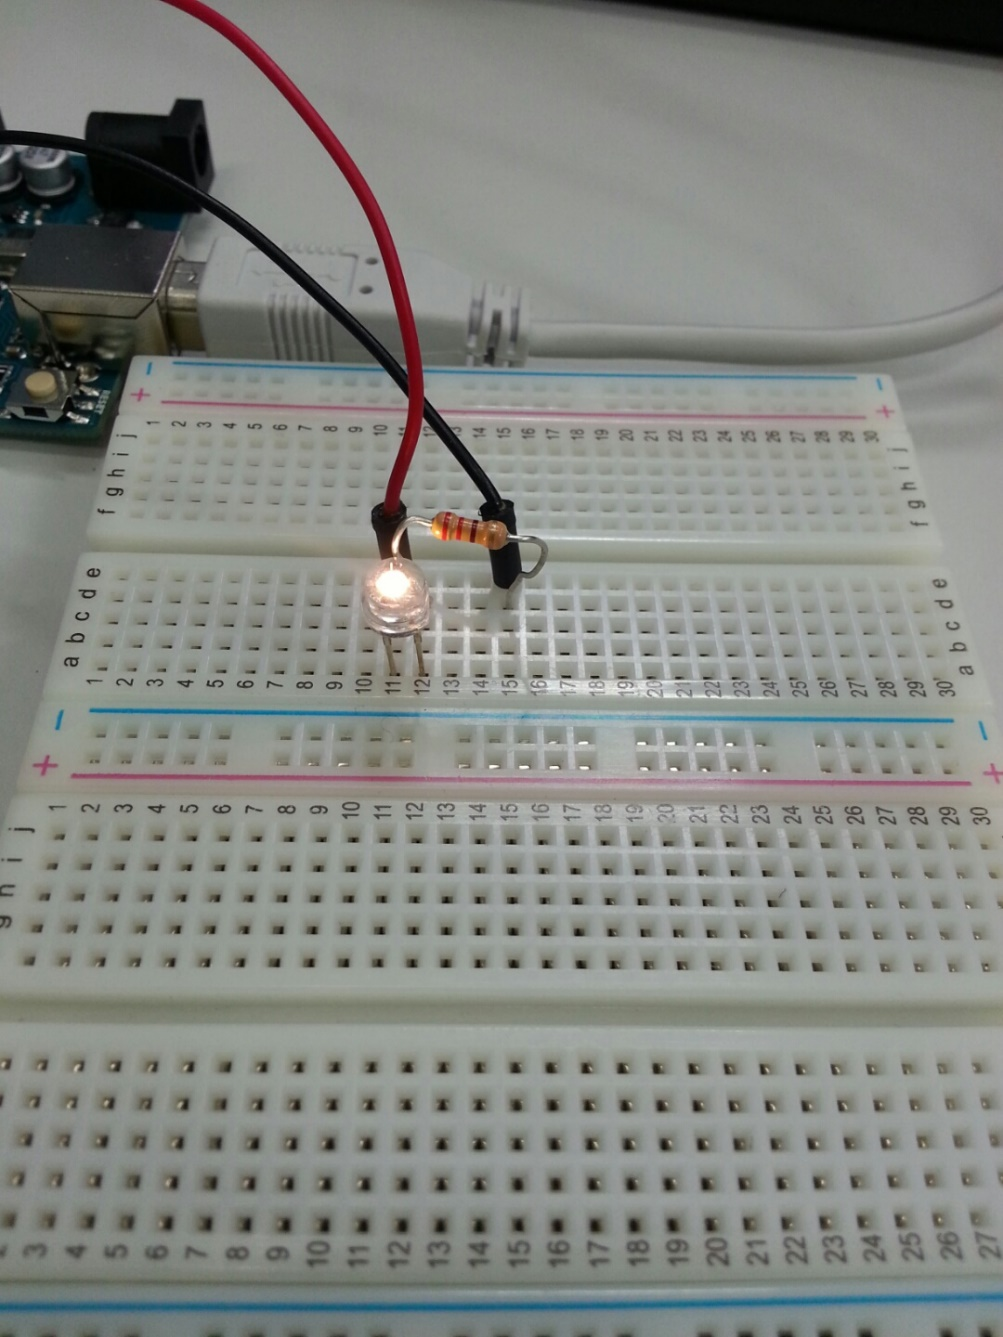 RESET
− −
+ +
1 2 3 4 5 6 7 8 9 10 11 12 14 15 16 17 18 19 20 21 22 23 24 25 26 27 28 29 30
j j
i i
h h
g g
f f
e e
d d
c c
b b
a a
1 2 3 4 5 6 7 8 9 10 11 12 13 14 15 16 17 18 19 20 21 22 23 24 25 26 27 28 29 30
− −
+ +
1 2 3 4 5 6 7 8 9 10 11 12 13 14 15 16 17 18 19 20 21 22 23 24 25 26 27 28 29 30
j
i
h
g
3 4 5 6 7 8 9 10 11 12 13 14 15 16 17 18 19 20 21 22 23 24 25 26 27